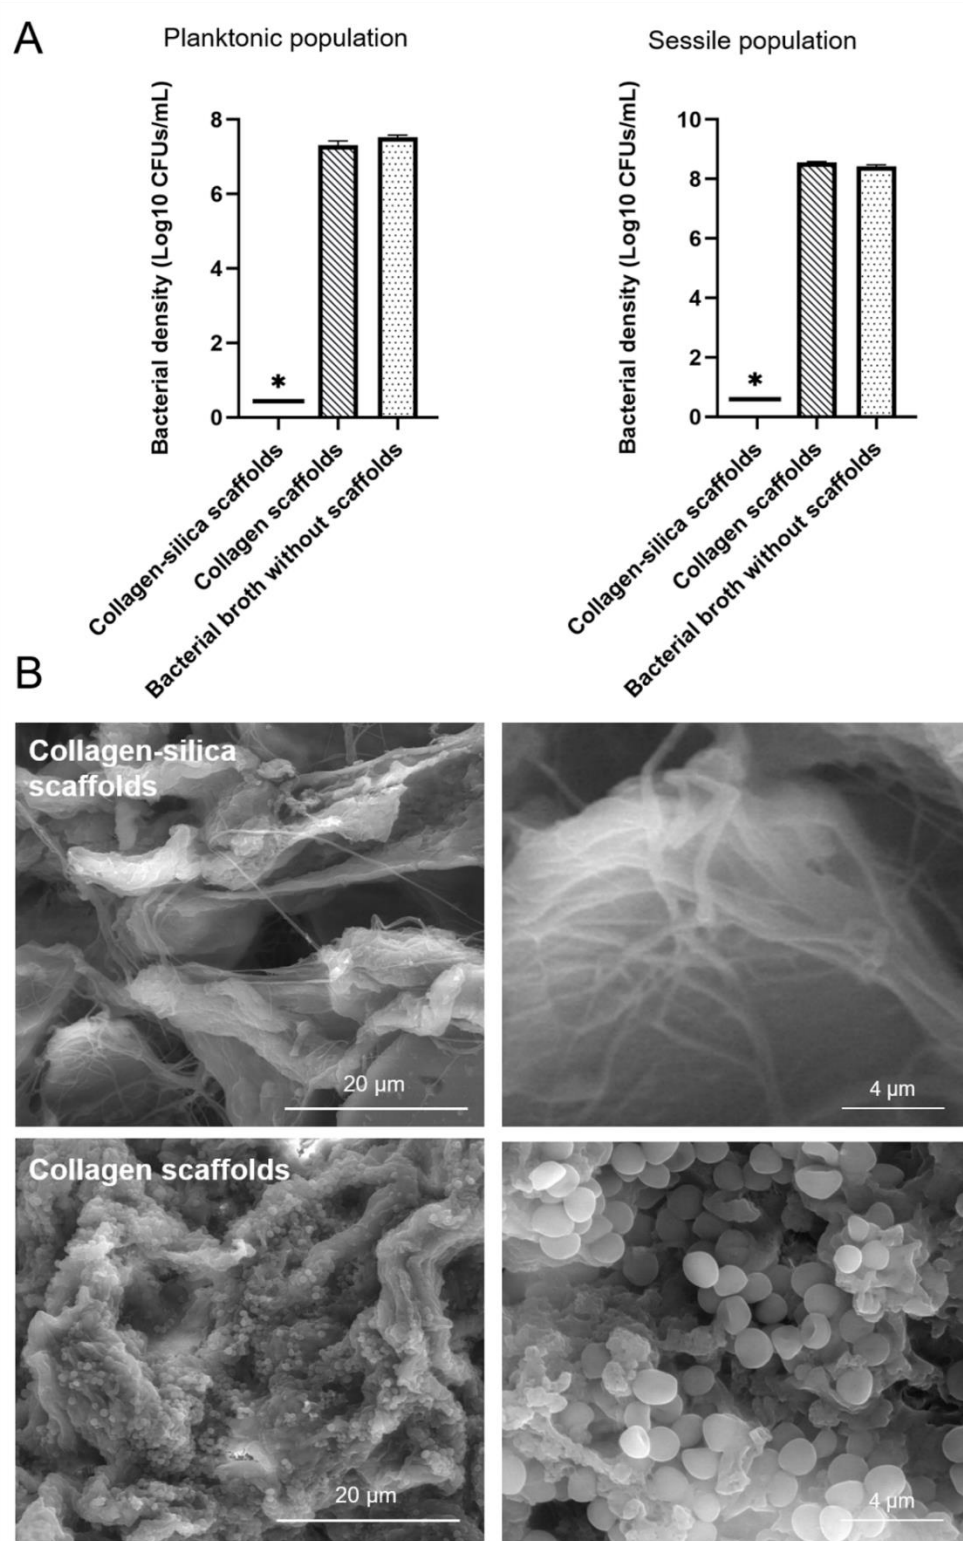 A
Planktonic population
Sessile population
Bacterial density (Log10 CFUs/mL)
8
6
4
2
0
*
Collagen-silica scaffolds
Collagen scaffolds
Bacterial broth without scaffolds
Bacterial density (Log10 CFUs/mL)
10
8
6
4
2
0
*
Collagen-silica scaffolds
Collagen scaffolds
Bacterial broth without scaffolds
B
Collagen-silica
scaffolds
20 µm
4 µm
Collagen scaffolds
20 µm
4 µm